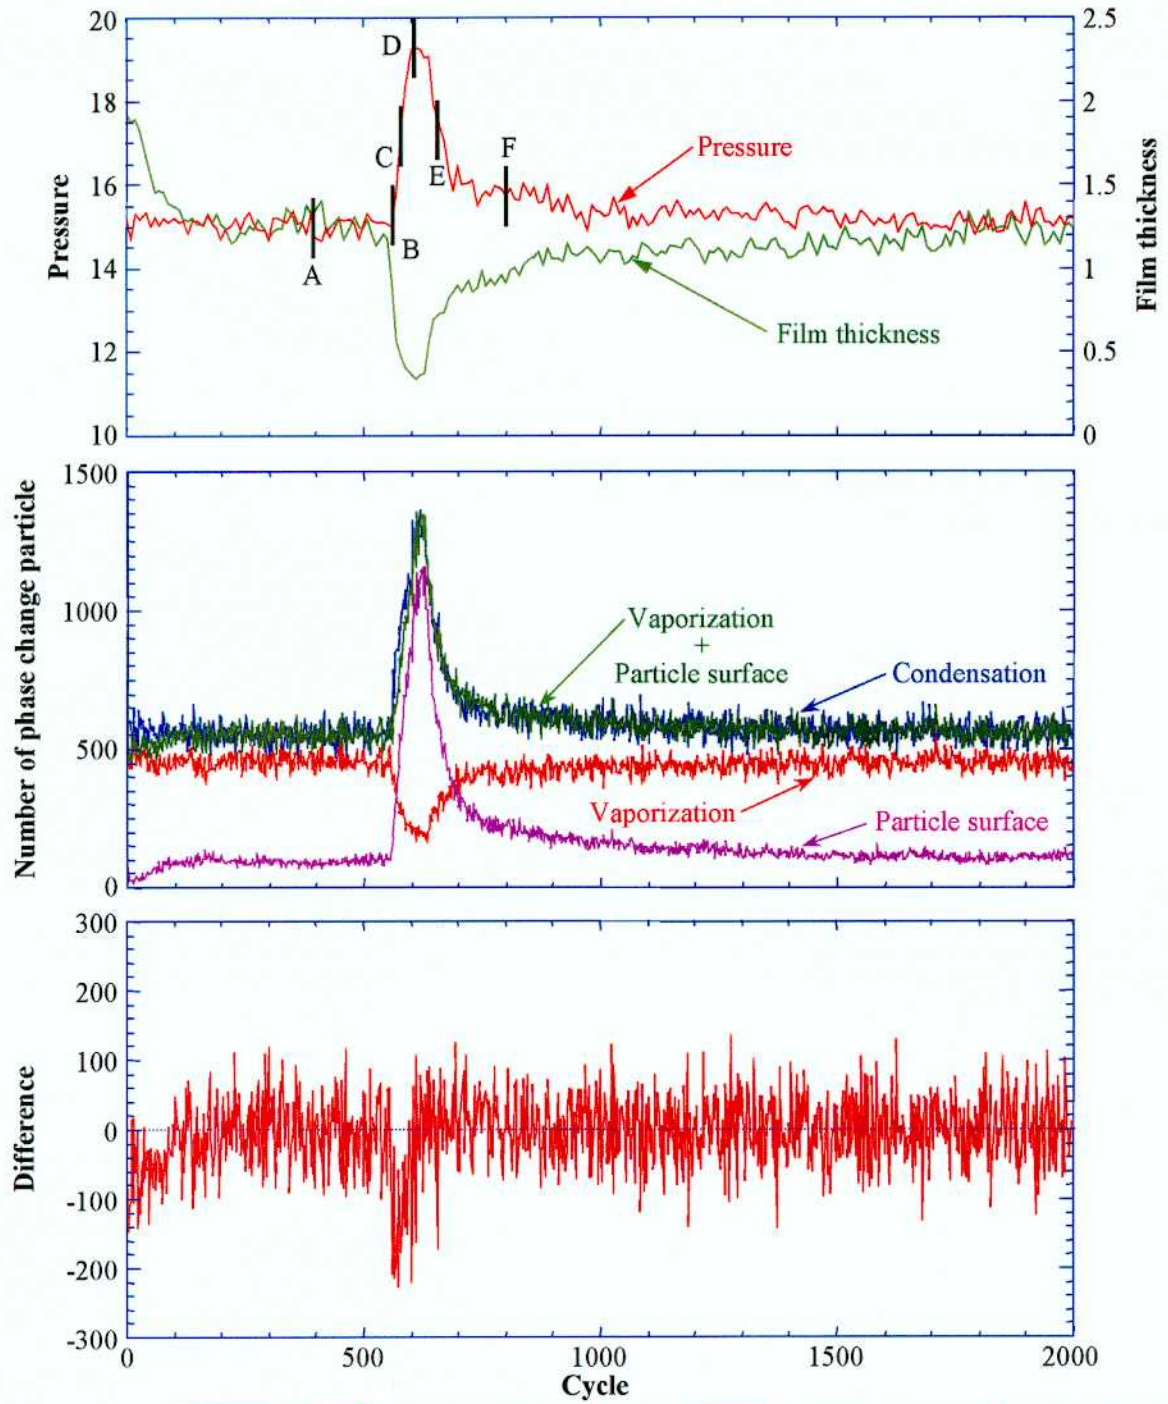 20
18
16
14
12
10
Pressure
2.5
2
1.5
1
0.5
0
Film thickness
D
C
B
A
E
F
Pressure
Film thickness
1500
1000
500
0
Number of phase change particle
Vaporization
+
Particle surface
Condensation
Vaporization
Particle surface
300
200
100
0
-100
-200
-300
Difference
0 500 1000 1500 2000
Cycle